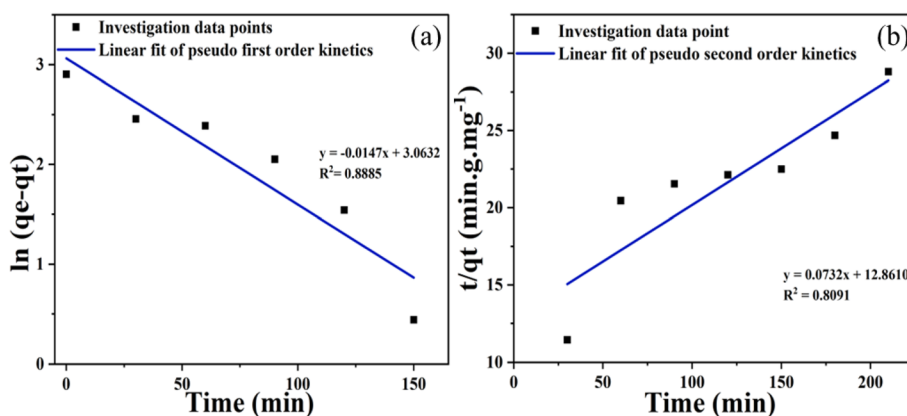 (a)
Investigation data points
Linear fit of pseudo first order kinetics
y = -0.0147x + 3.0632
R²= 0.8885
ln (qe-qt)
3
2
1
0
0
50
100
150
Time (min)
(b)
Investigation data point
Linear fit of pseudo second order kinetics
y = 0.0732x + 12.8610
R² = 0.8091
t/qt (min.g.mg⁻¹)
30
25
20
15
10
0
50
100
150
200
Time (min)